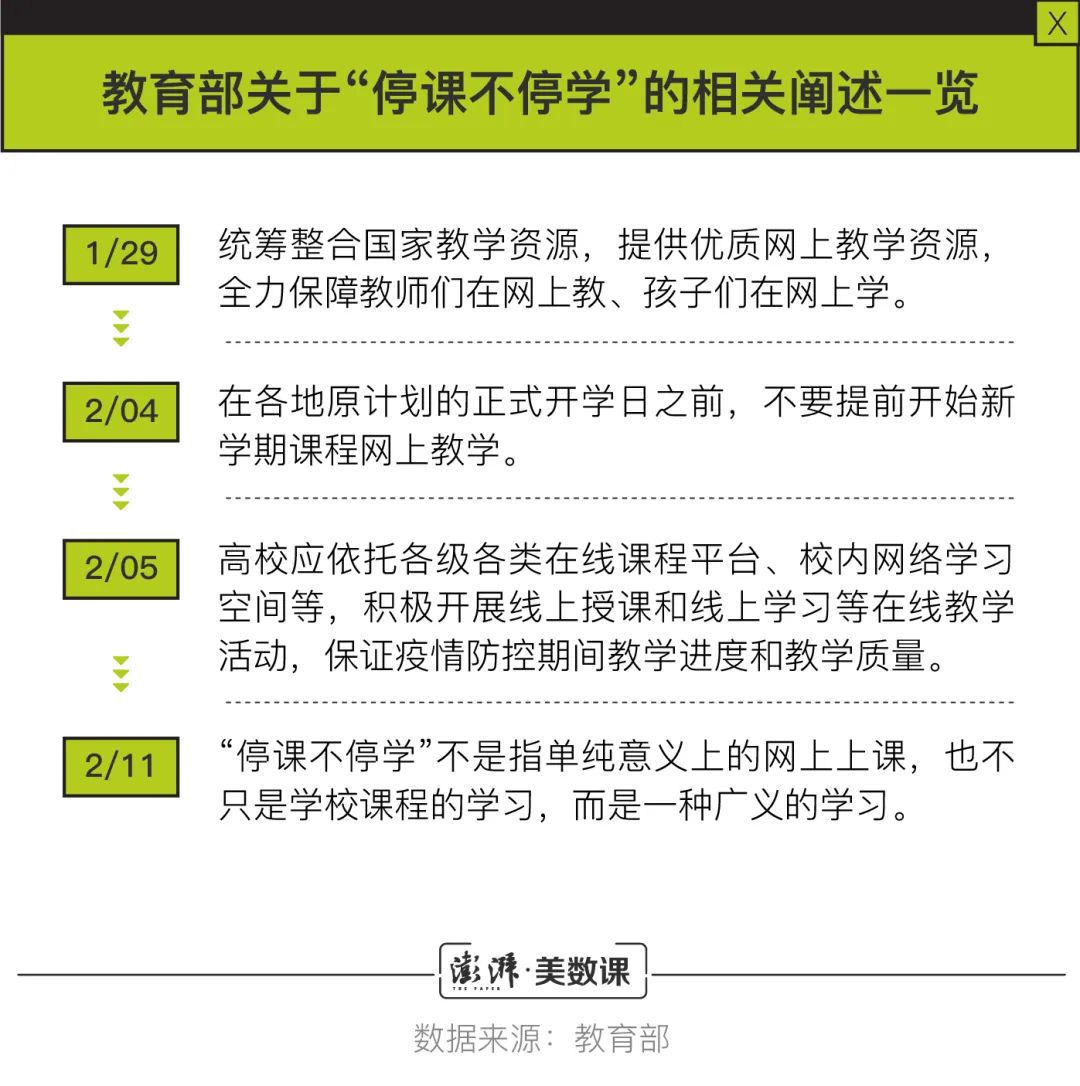 X
教育部关于“停课不停学”的相关阐述一览
1/29
统筹整合国家教学资源，提供优质网上教学资源，
全力保障教师们在网上教、孩子们在网上学。
2/04
在各地原计划的正式开学日之前，不要提前开始新
学期课程网上教学。
2/05
高校应依托各级各类在线课程平台、校内网络学习
空间等，积极开展线上授课和线上学习等在线教学
活动，保证疫情防控期间教学进度和教学质量。
2/11
“停课不停学”不是指单纯意义上的网上上课，也不
只是学校课程的学习，而是一种广义的学习。
澎湃·美数课
THE PAPER
数据来源：教育部